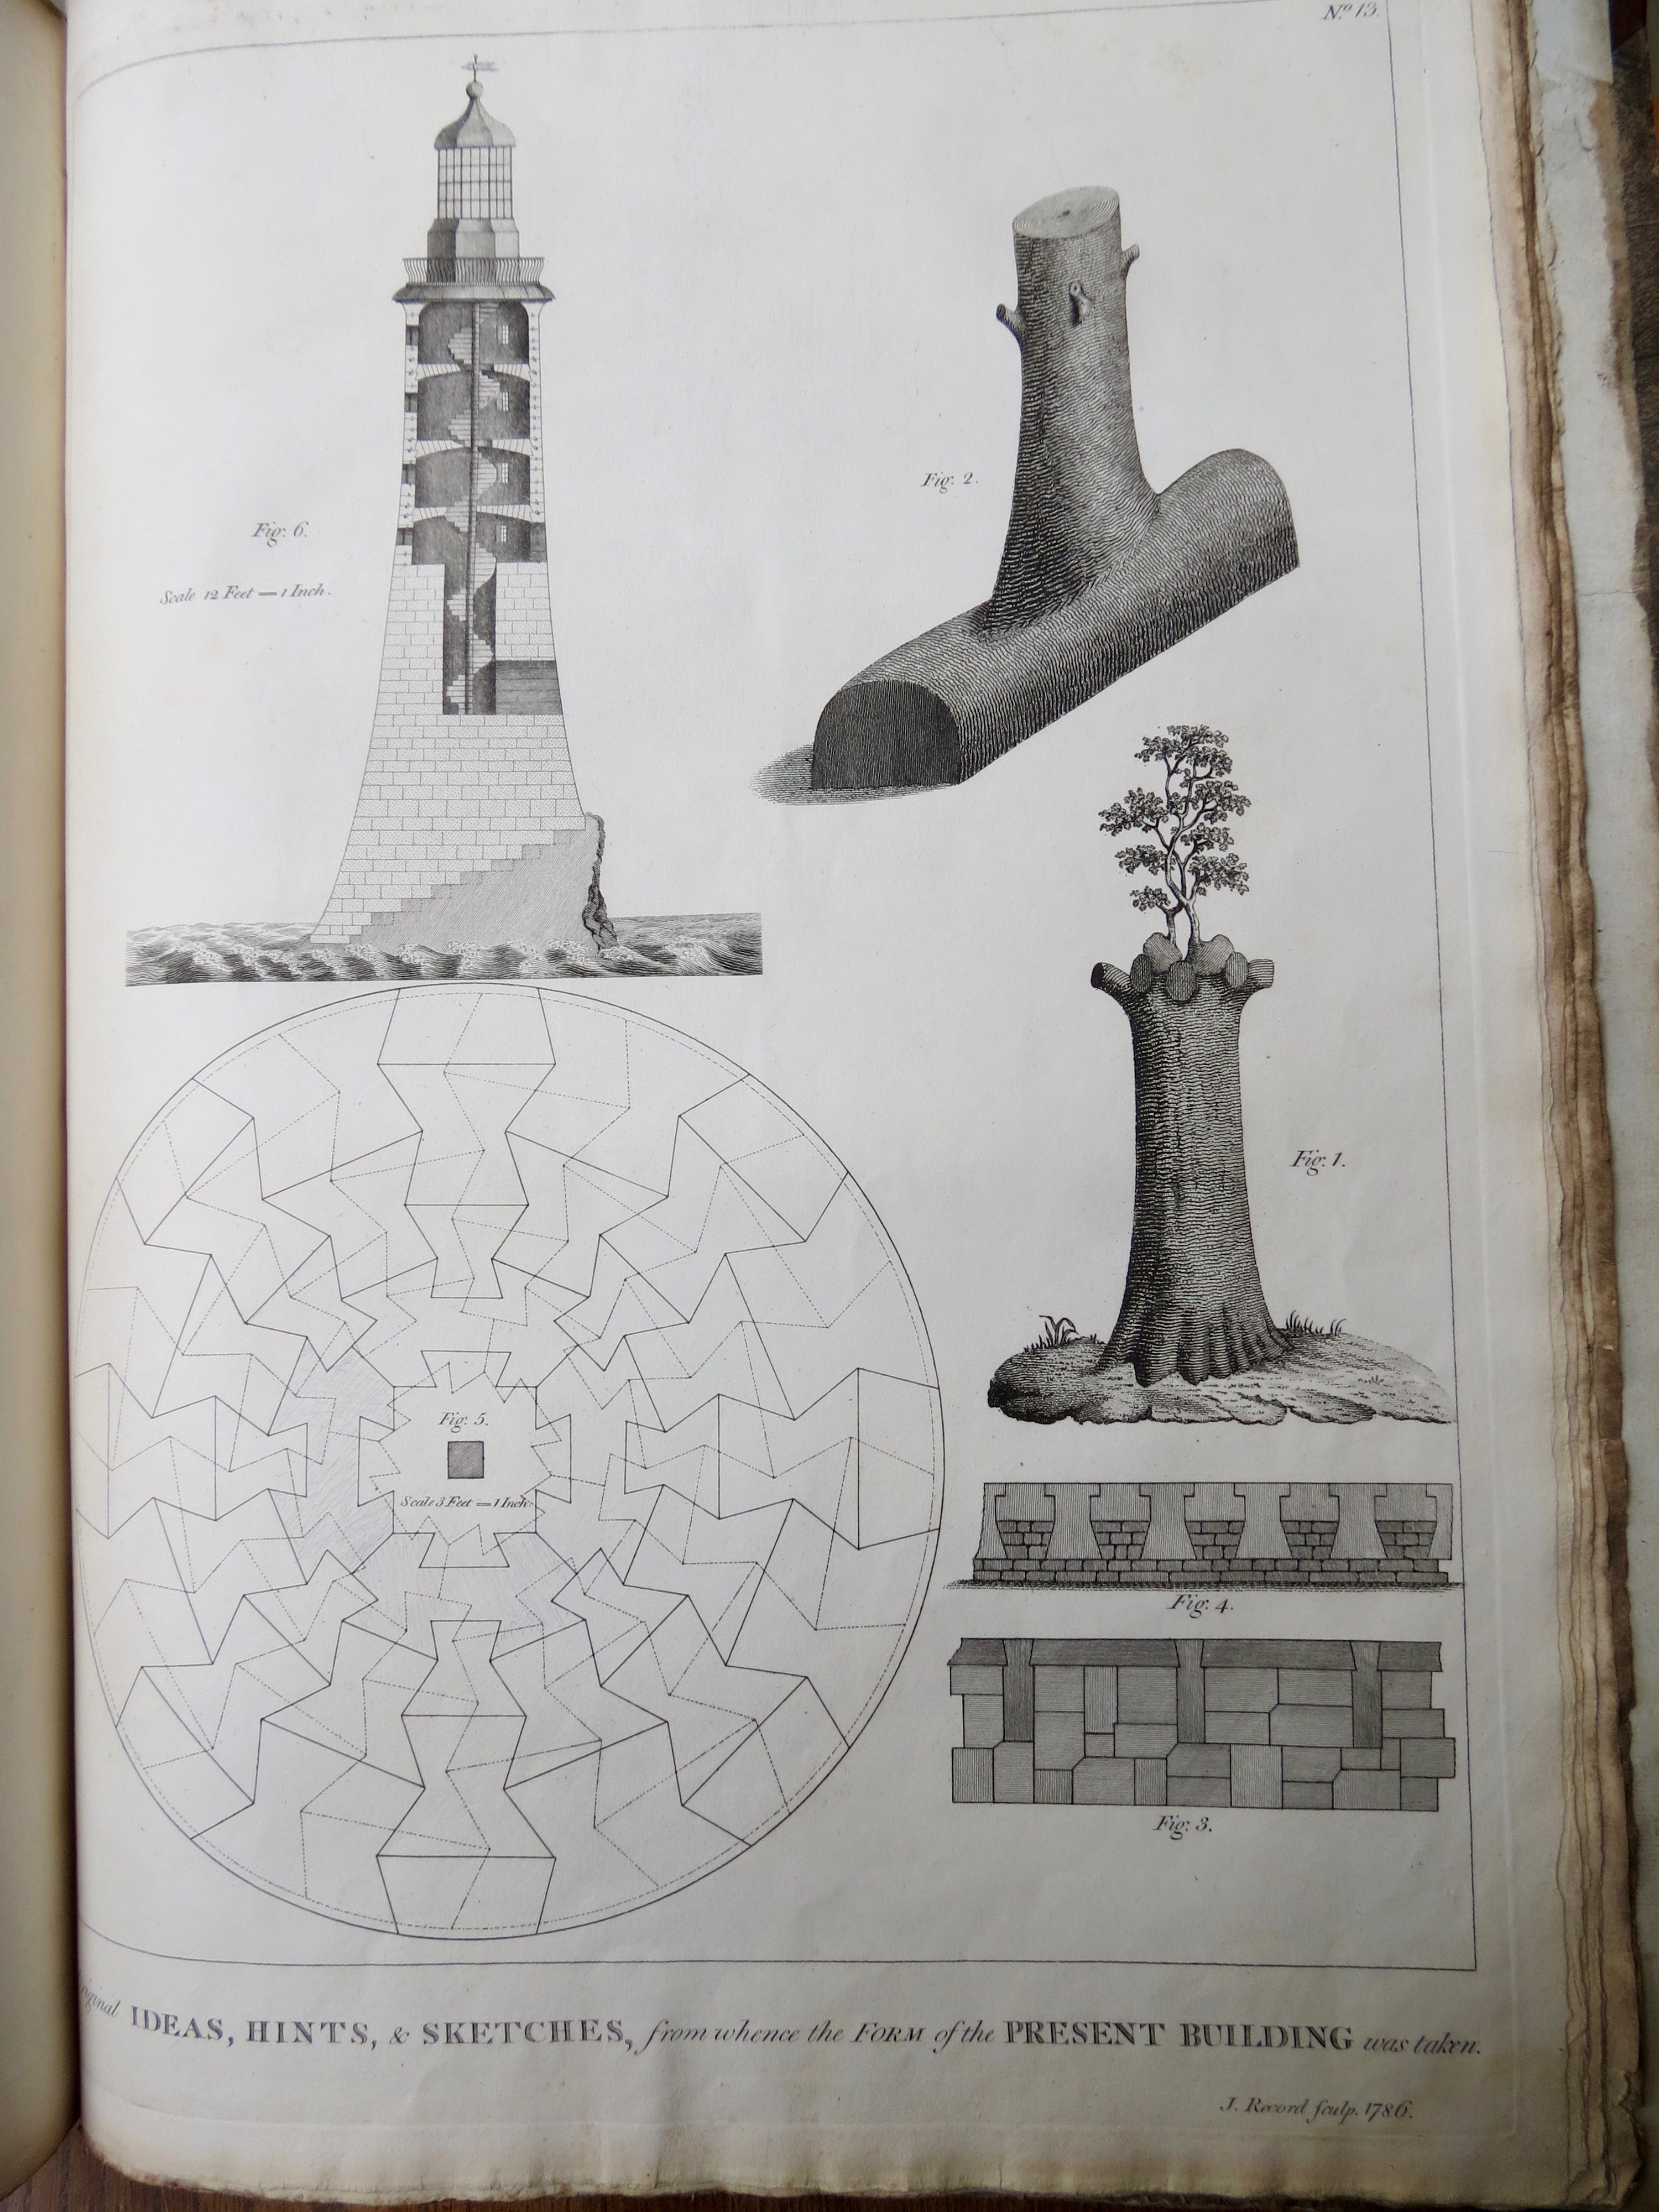 No. 13.
Fig. 2.
Fig. 6.
Scale 12 Feet = 1 Inch.
Fig. 1.
Fig. 5.
Scale 3 Feet = 1 Inch.
Fig. 4.
Fig. 3.
IDEAS, HINTS, & SKETCHES, from whence the FORM of the PRESENT BUILDING was taken.
J. Record sculp. 1786.